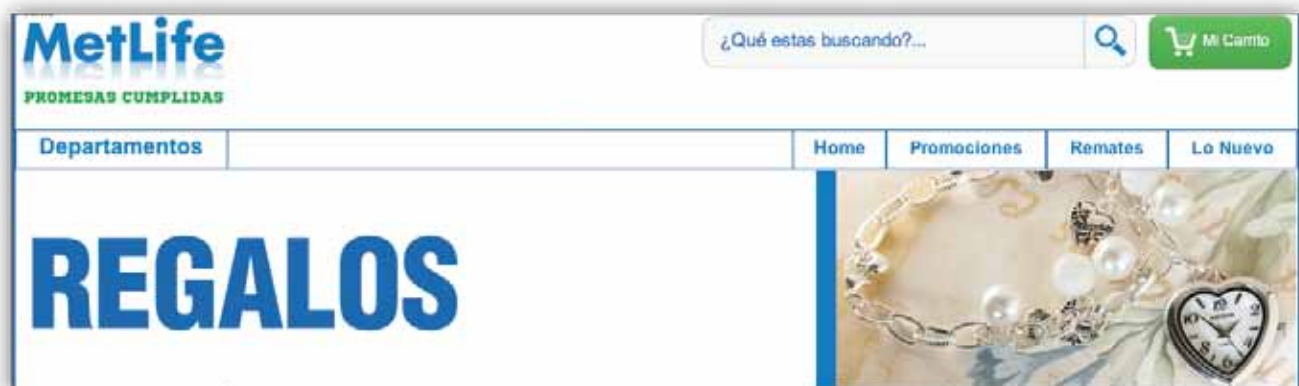 MetLife
PROMESAS CUMPLIDAS
¿Qué estas buscando?...
Mi Carrito
Departamentos
Home
Promociones
Remates
Lo Nuevo
REGALOS